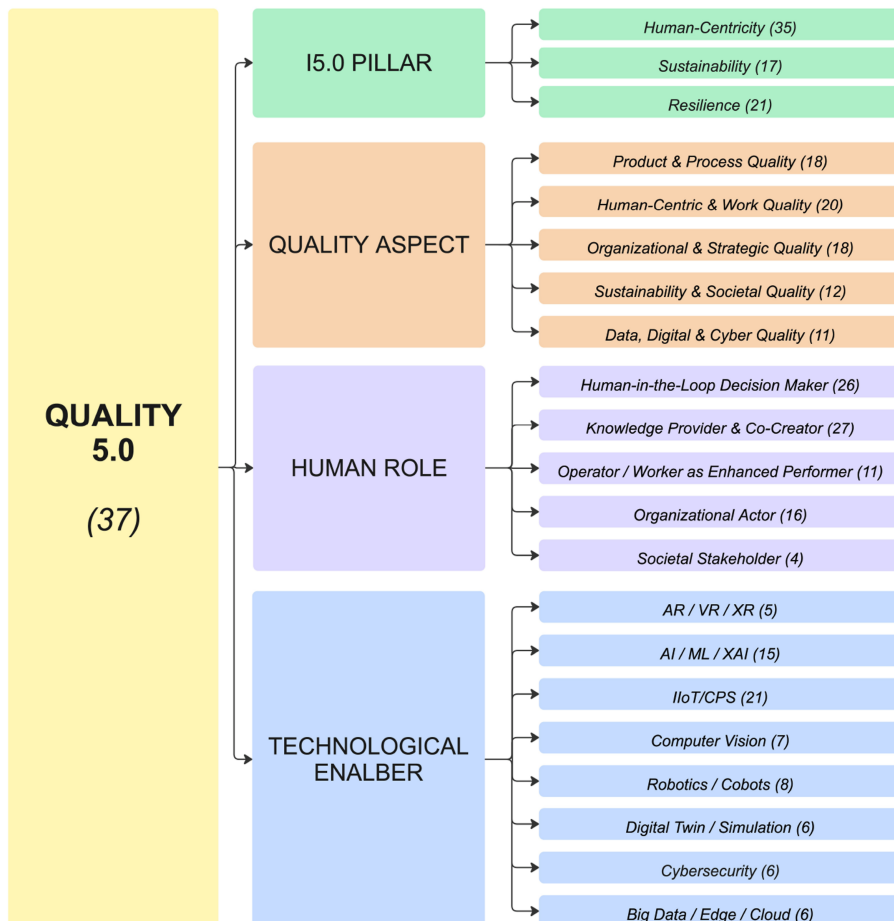 QUALITY
5.0
(37)
I5.0 PILLAR
Human-Centricity (35)
Sustainability (17)
Resilience (21)
QUALITY ASPECT
Product & Process Quality (18)
Human-Centric & Work Quality (20)
Organizational & Strategic Quality (18)
Sustainability & Societal Quality (12)
Data, Digital & Cyber Quality (11)
HUMAN ROLE
Human-in-the-Loop Decision Maker (26)
Knowledge Provider & Co-Creator (27)
Operator / Worker as Enhanced Performer (11)
Organizational Actor (16)
Societal Stakeholder (4)
TECHNOLOGICAL
ENALBER
AR / VR / XR (5)
AI / ML / XAI (15)
IIoT/CPS (21)
Computer Vision (7)
Robotics / Cobots (8)
Digital Twin / Simulation (6)
Cybersecurity (6)
Big Data / Edge / Cloud (6)